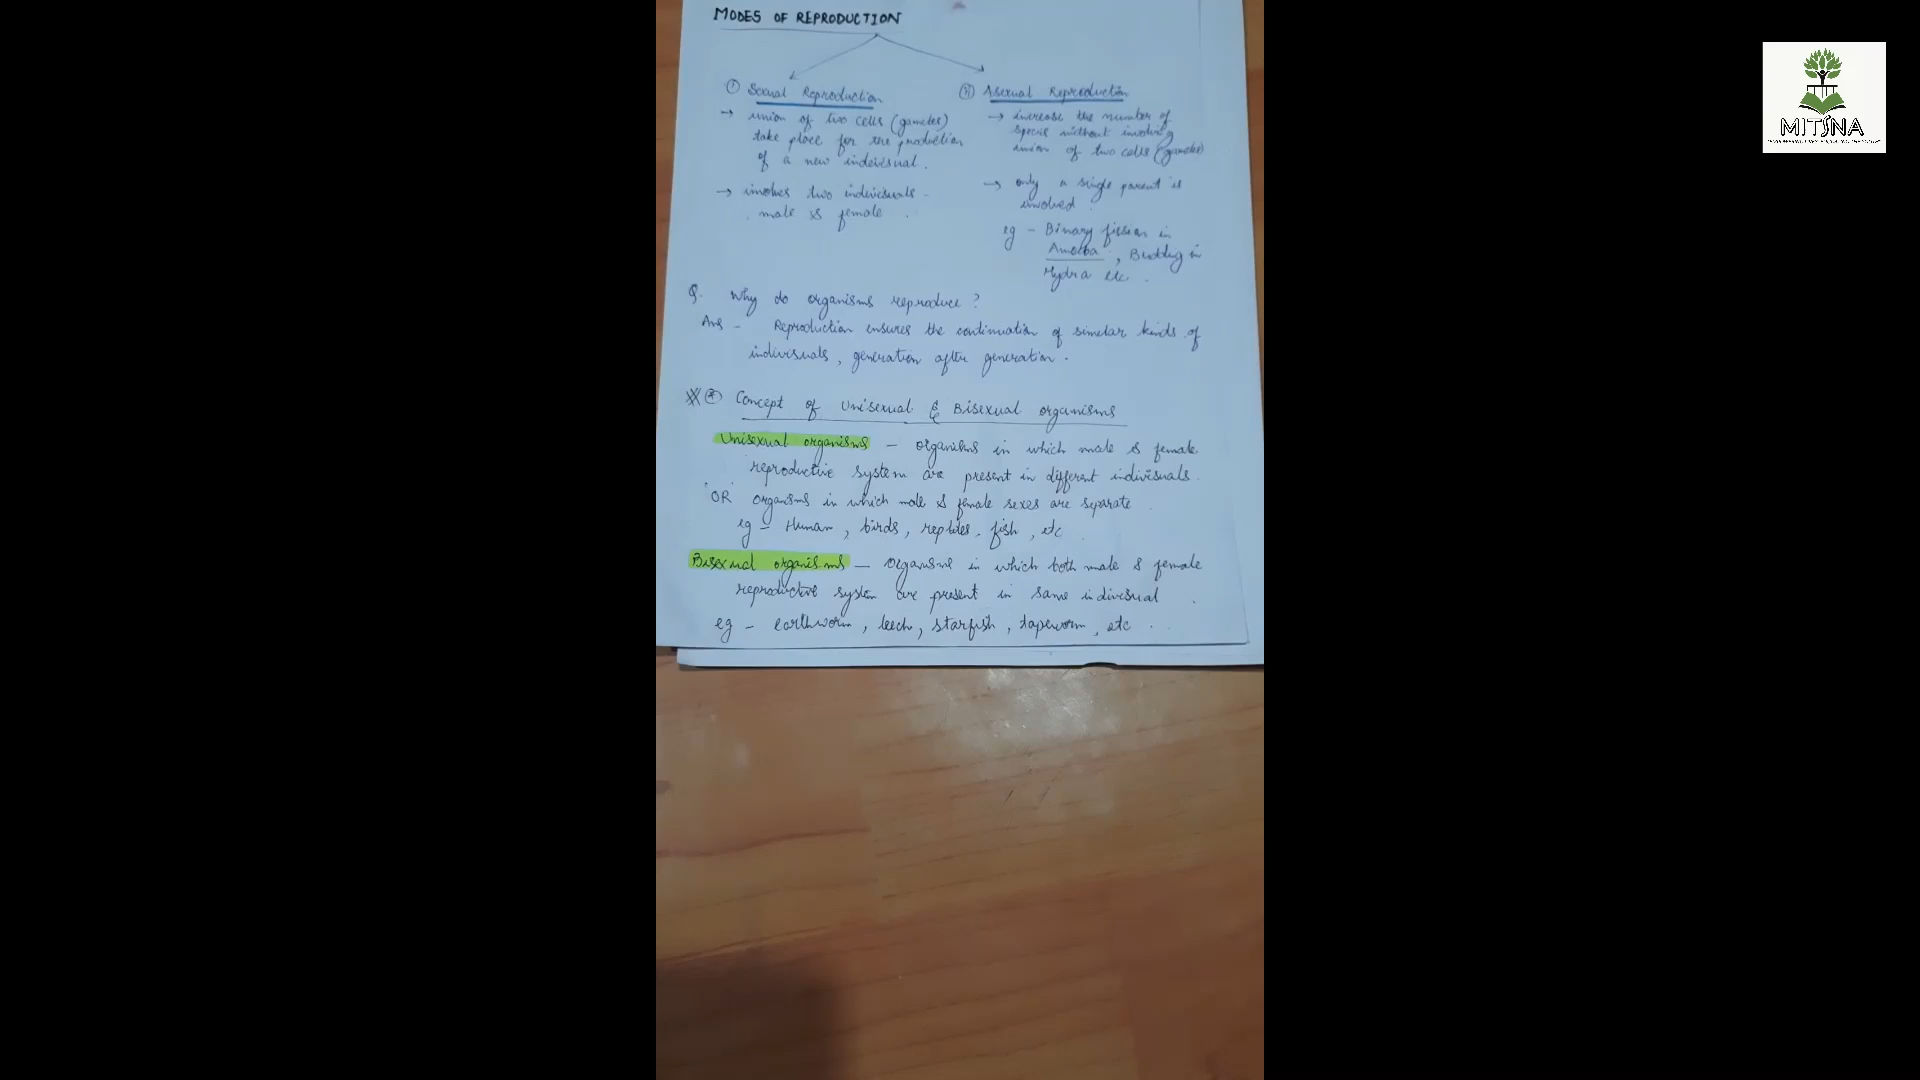 MODES OF REPRODUCTION
① Sexual Reproduction
→ union of two cells (gametes)
take place for the production
of a new indivisual.
→ involves two indivisuals -
male & female
② Asexual Reproduction
→ increase the number of
specis without involving
union of two cells (gametes)
→ only a single parent is
involved.
eg - Binary fission in
Amoeba, Budding in
Hydra etc.
Q. Why do organisms reproduce?
Ans - Reproduction ensures the continuation of similar kinds of
indivisuals, generation after generation.
Concept of Unisexual & Bisexual organisms
Unisexual organisms - organisms in which male & female
reproductive system are present in different indivisuals.
'OR' organisms in which male & female sexes are separate
eg - Human, birds, reptiles, fish, etc
Bisexual organisms - organisms in which both male & female
reproductive system are present in same indivisual.
eg - earthworm, leech, starfish, tapeworm, etc.
MITSNA